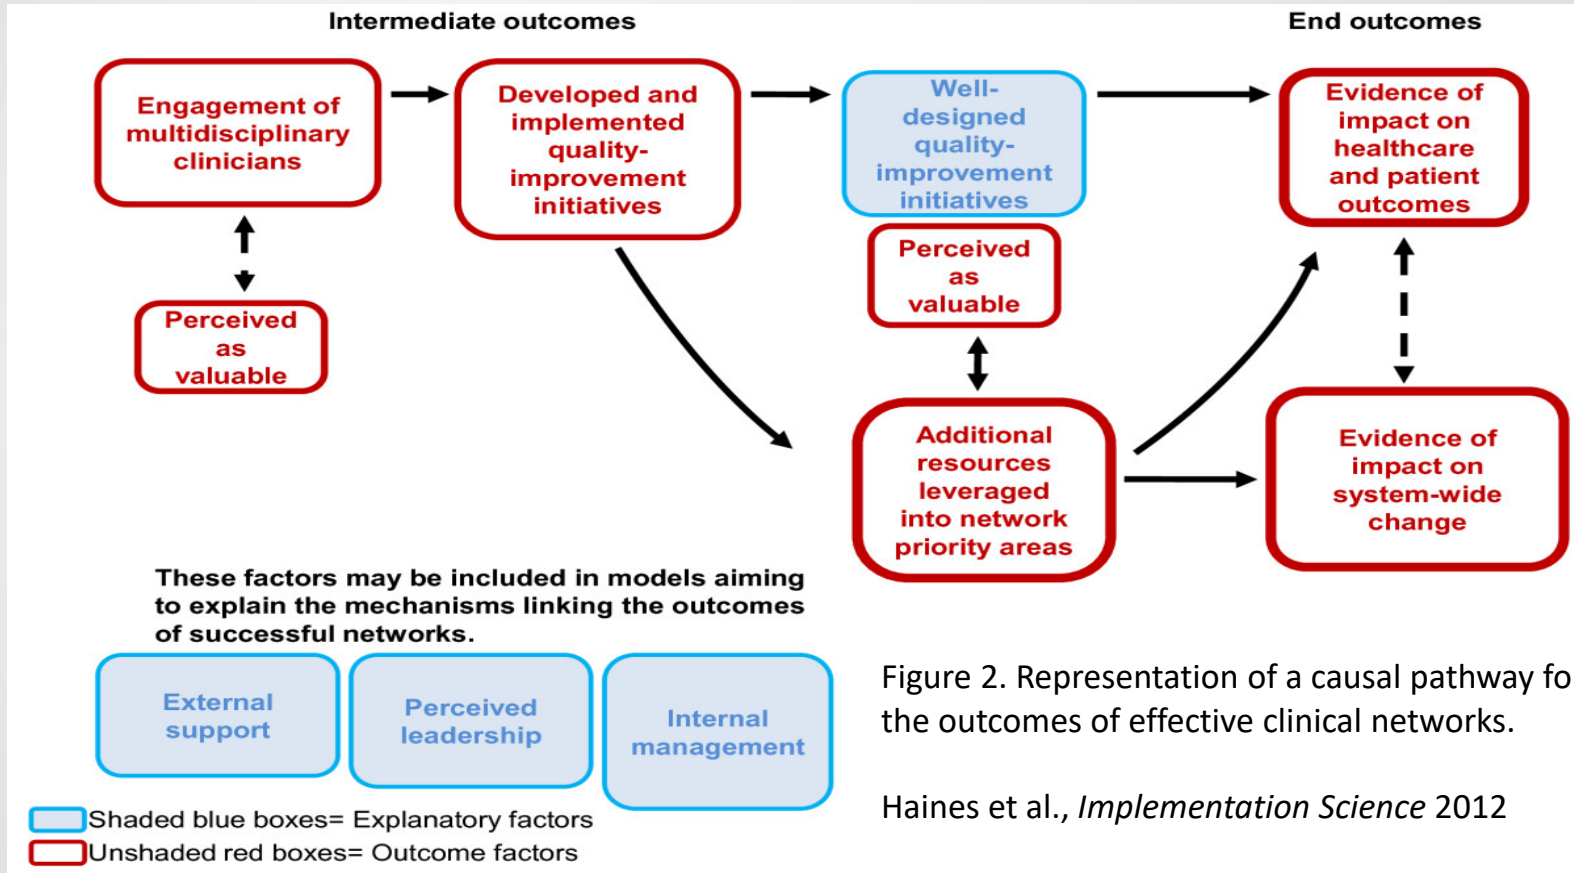 Intermediate outcomes
End outcomes
Engagement of
multidisciplinary
clinicians
Developed and
implemented
quality-
improvement
initiatives
Well-
designed
quality-
improvement
initiatives
Evidence of
impact on
healthcare
and patient
outcomes
Perceived
as
valuable
Perceived
as
valuable
Additional
resources
leveraged
into network
priority areas
Evidence of
impact on
system-wide
change
These factors may be included in models aiming
to explain the mechanisms linking the outcomes
of successful networks.
External
support
Perceived
leadership
Internal
management
Shaded blue boxes= Explanatory factors
Unshaded red boxes= Outcome factors
Figure 2. Representation of a causal pathway fo
the outcomes of effective clinical networks.
Haines et al., Implementation Science 2012